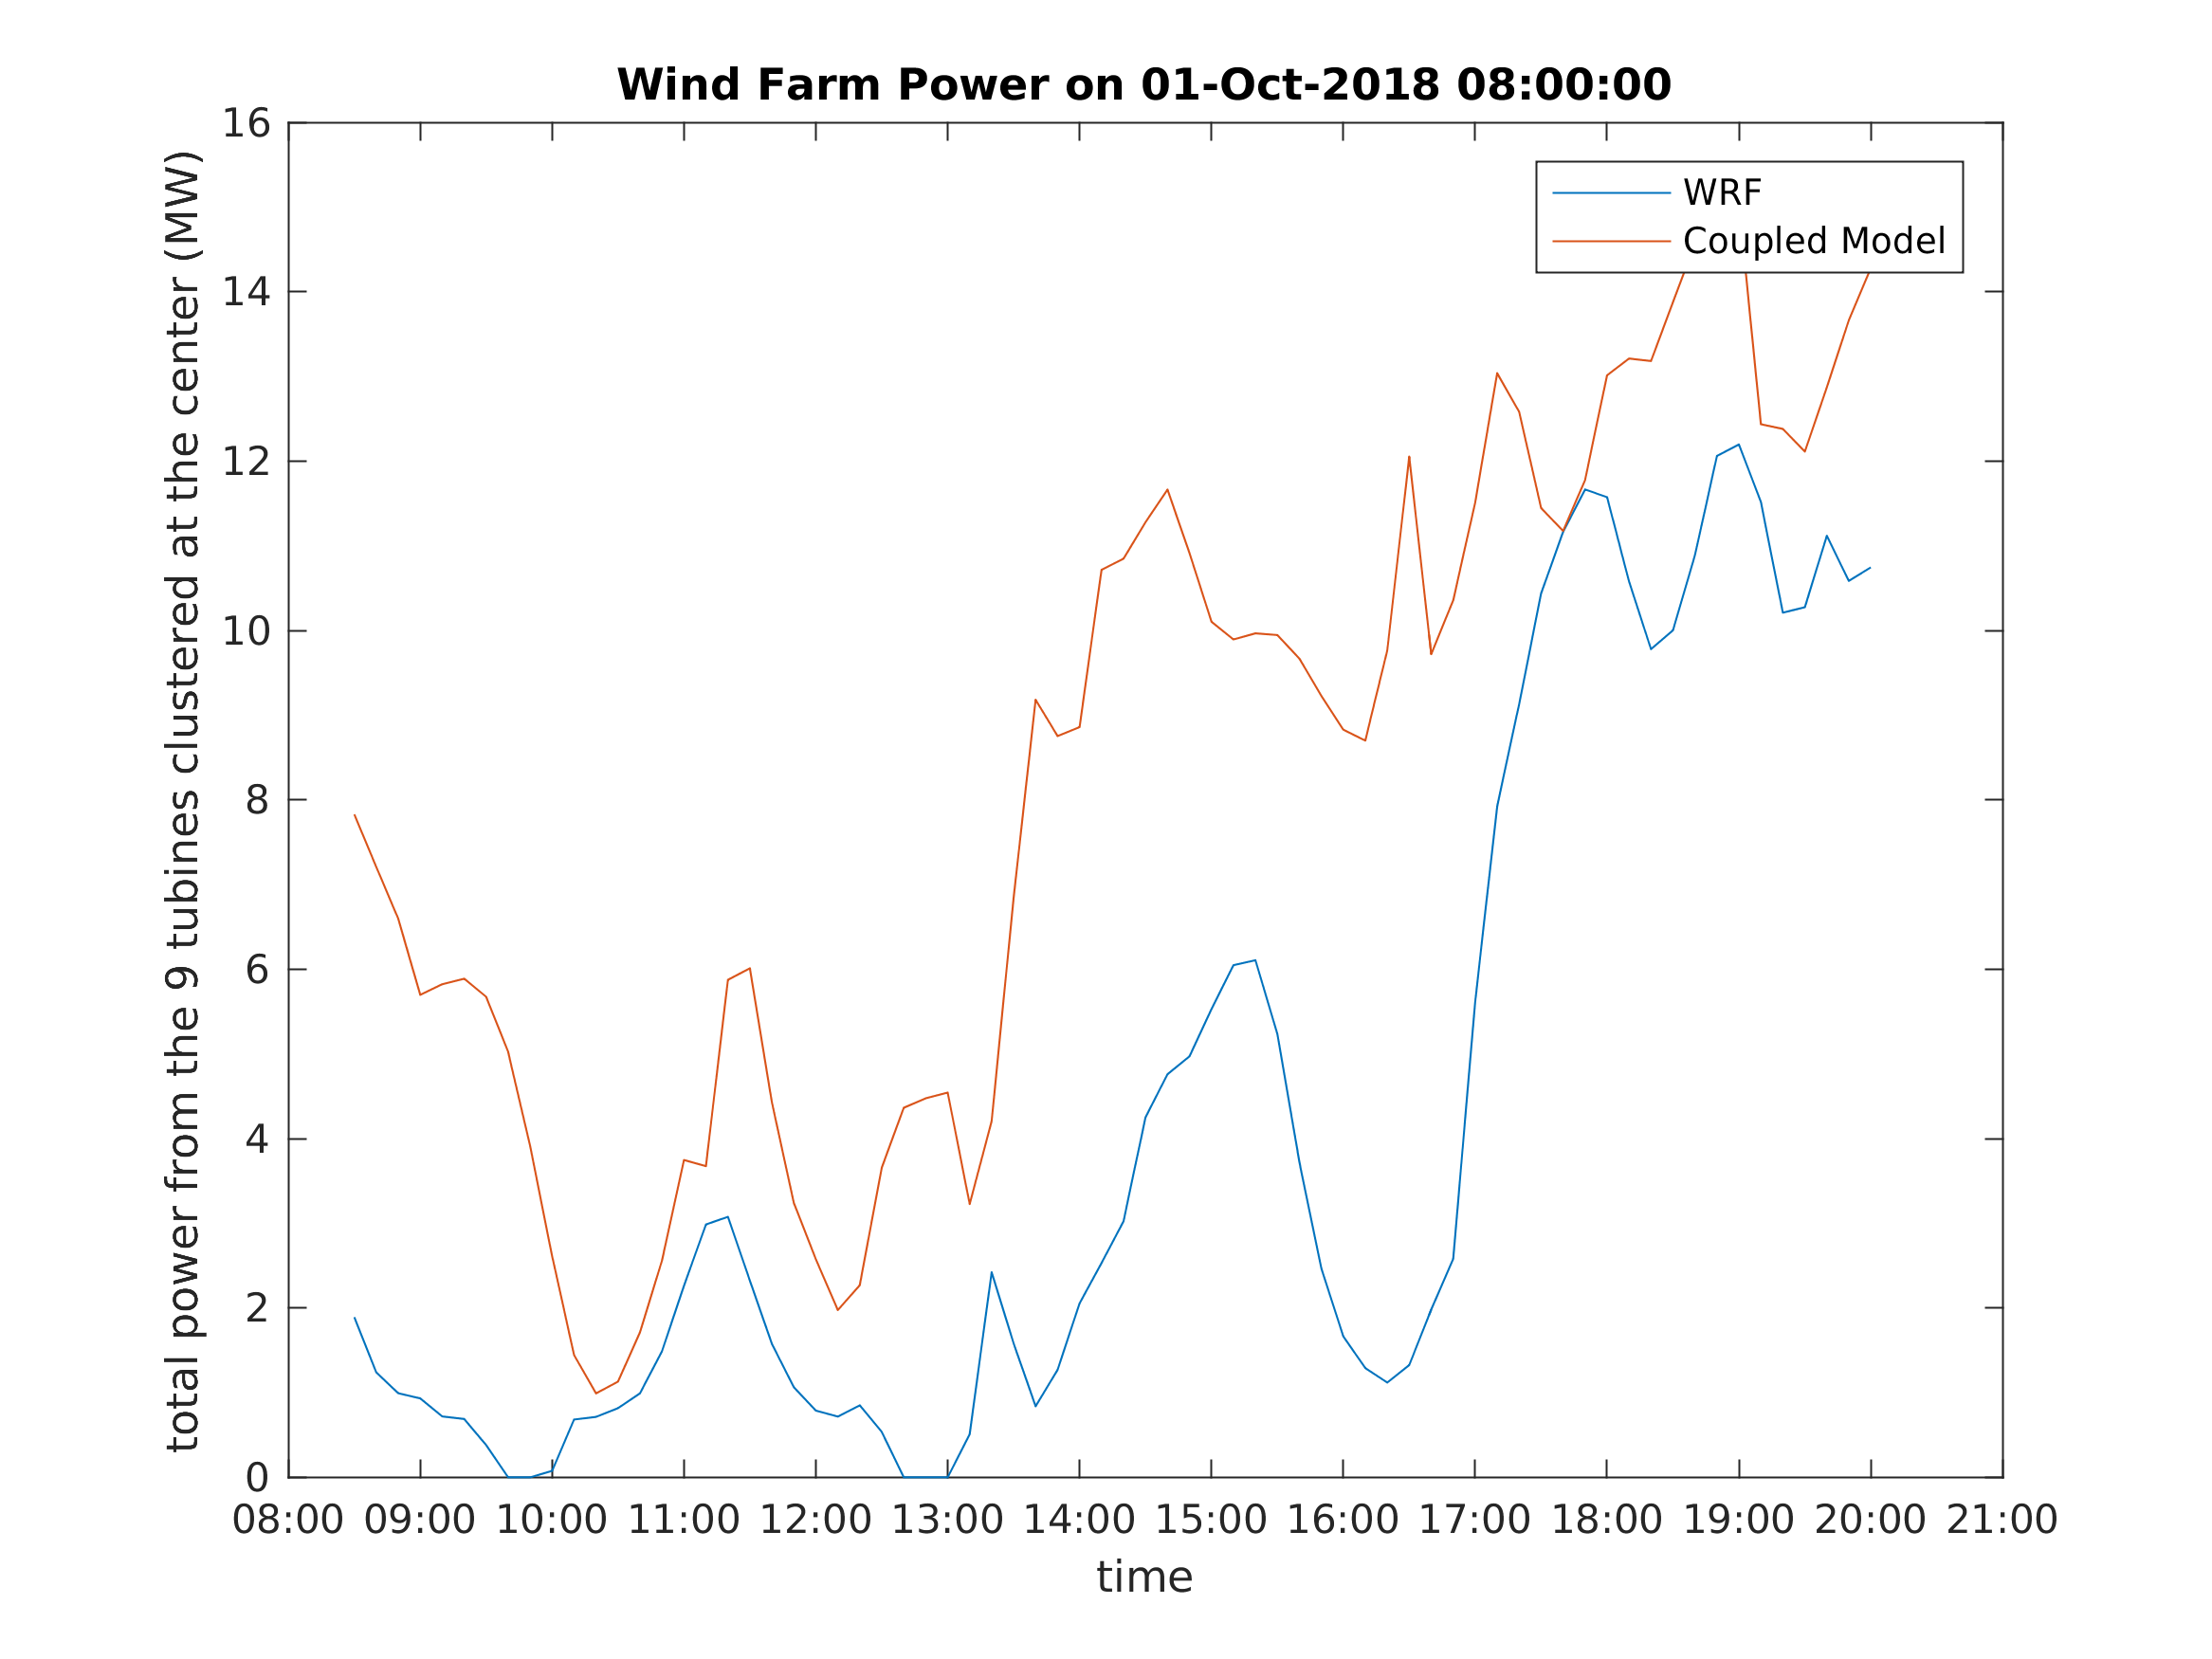 Wind Farm Power on 01-Oct-2018 08:00:00
total power from the 9 tubines clustered at the center (MW)
16
14
12
10
8
6
4
2
0
WRF
Coupled Model
08:00 09:00 10:00 11:00 12:00 13:00 14:00 15:00 16:00 17:00 18:00 19:00 20:00 21:00
time